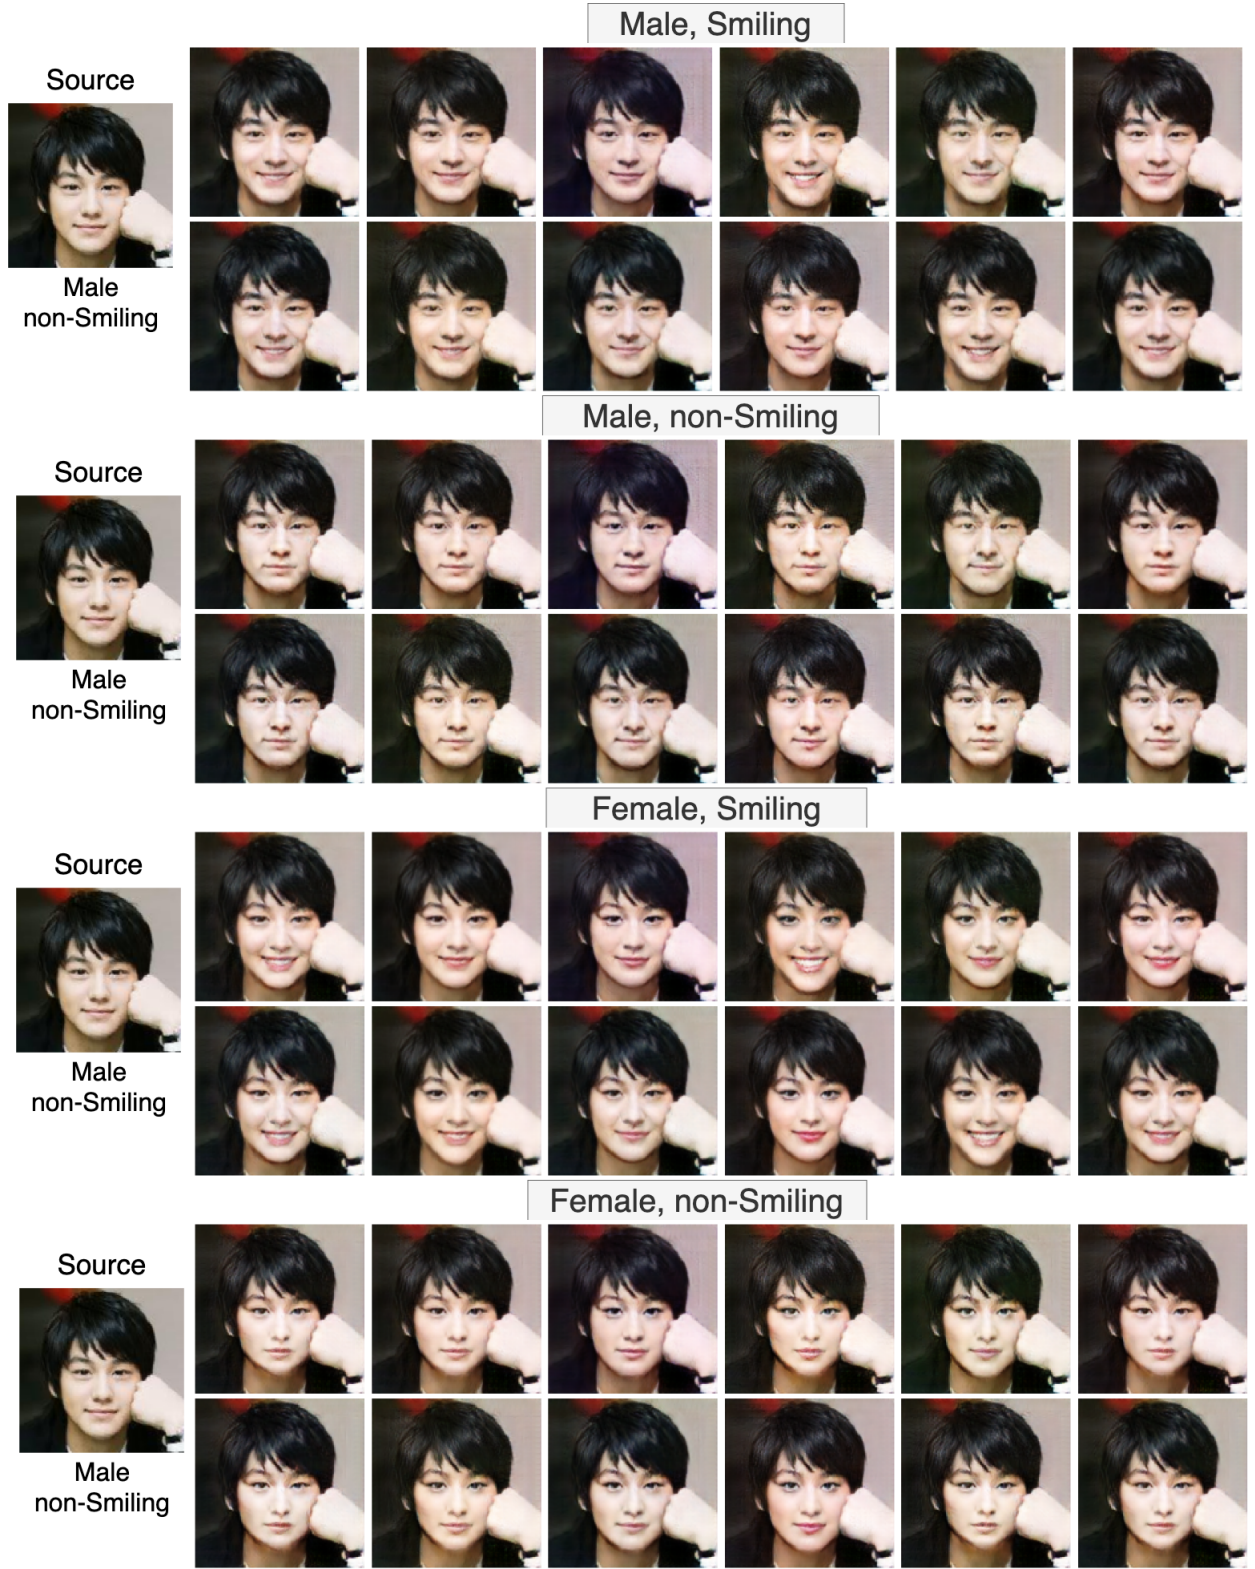 Male, Smiling
Source
Male
non-Smiling
Male, non-Smiling
Source
Male
non-Smiling
Female, Smiling
Source
Male
non-Smiling
Female, non-Smiling
Source
Male
non-Smiling